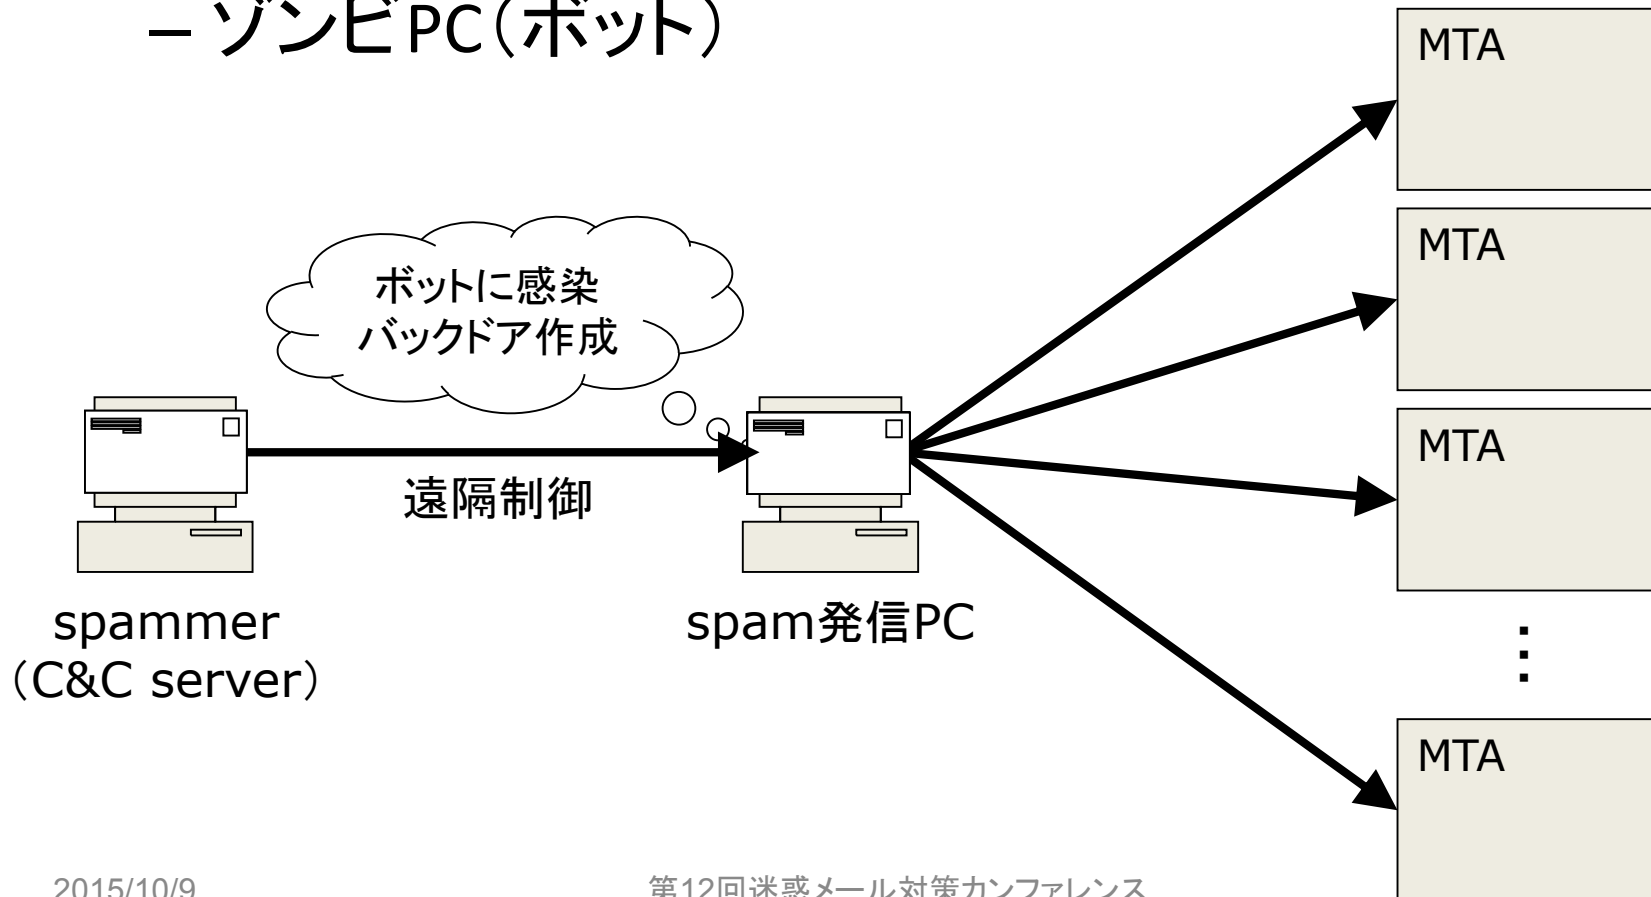 – ゾンビPC（ボット）
MTA
MTA
ボットに感染
バックドア作成
MTA
遠隔制御
spammer
（C&C server）
spam発信PC
⋮
MTA
2015/10/9
第12回迷惑メール対策カンファレンス